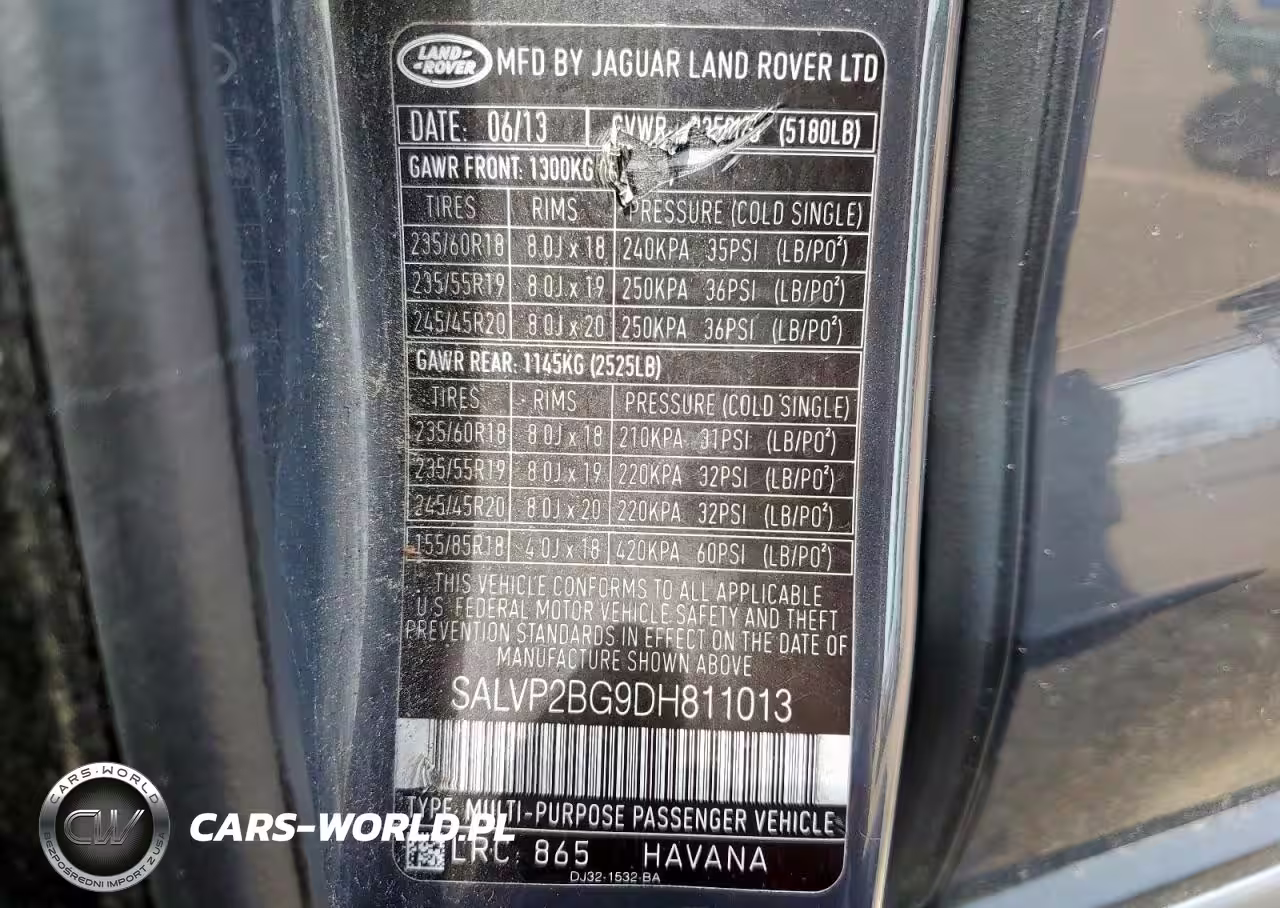 LAND-
-ROVER
MFD BY JAGUAR LAND ROVER LTD
DATE: 06/13 GVWR (5180LB)
GAWR FRONT: 1300KG
TIRES RIMS PRESSURE (COLD SINGLE)
235/60R18 8.0J x 18 240KPA 35PSI (LB/PO²)
235/55R19 8.0J x 19 250KPA 36PSI (LB/PO²)
245/45R20 8.0J x 20 250KPA 36PSI (LB/PO²)
GAWR REAR: 1145KG (2525LB)
TIRES RIMS PRESSURE (COLD SINGLE)
235/60R18 8.0J x 18 210KPA 31PSI (LB/PO²)
235/55R19 8.0J x 19 220KPA 32PSI (LB/PO²)
245/45R20 8.0J x 20 220KPA 32PSI (LB/PO²)
155/85R18 4.0J x 18 420KPA 60PSI (LB/PO²)
THIS VEHICLE CONFORMS TO ALL APPLICABLE
U.S. FEDERAL MOTOR VEHICLE SAFETY AND THEFT
PREVENTION STANDARDS IN EFFECT ON THE DATE OF
MANUFACTURE SHOWN ABOVE
SALVP2BG9DH811013
TYPE: MULTI-PURPOSE PASSENGER VEHICLE
LRC 865 HAVANA
DJ32-1532-BA
CARS-WORLD
CW
BEZPOŚREDNI IMPORT Z USA
CARS-WORLD.PL